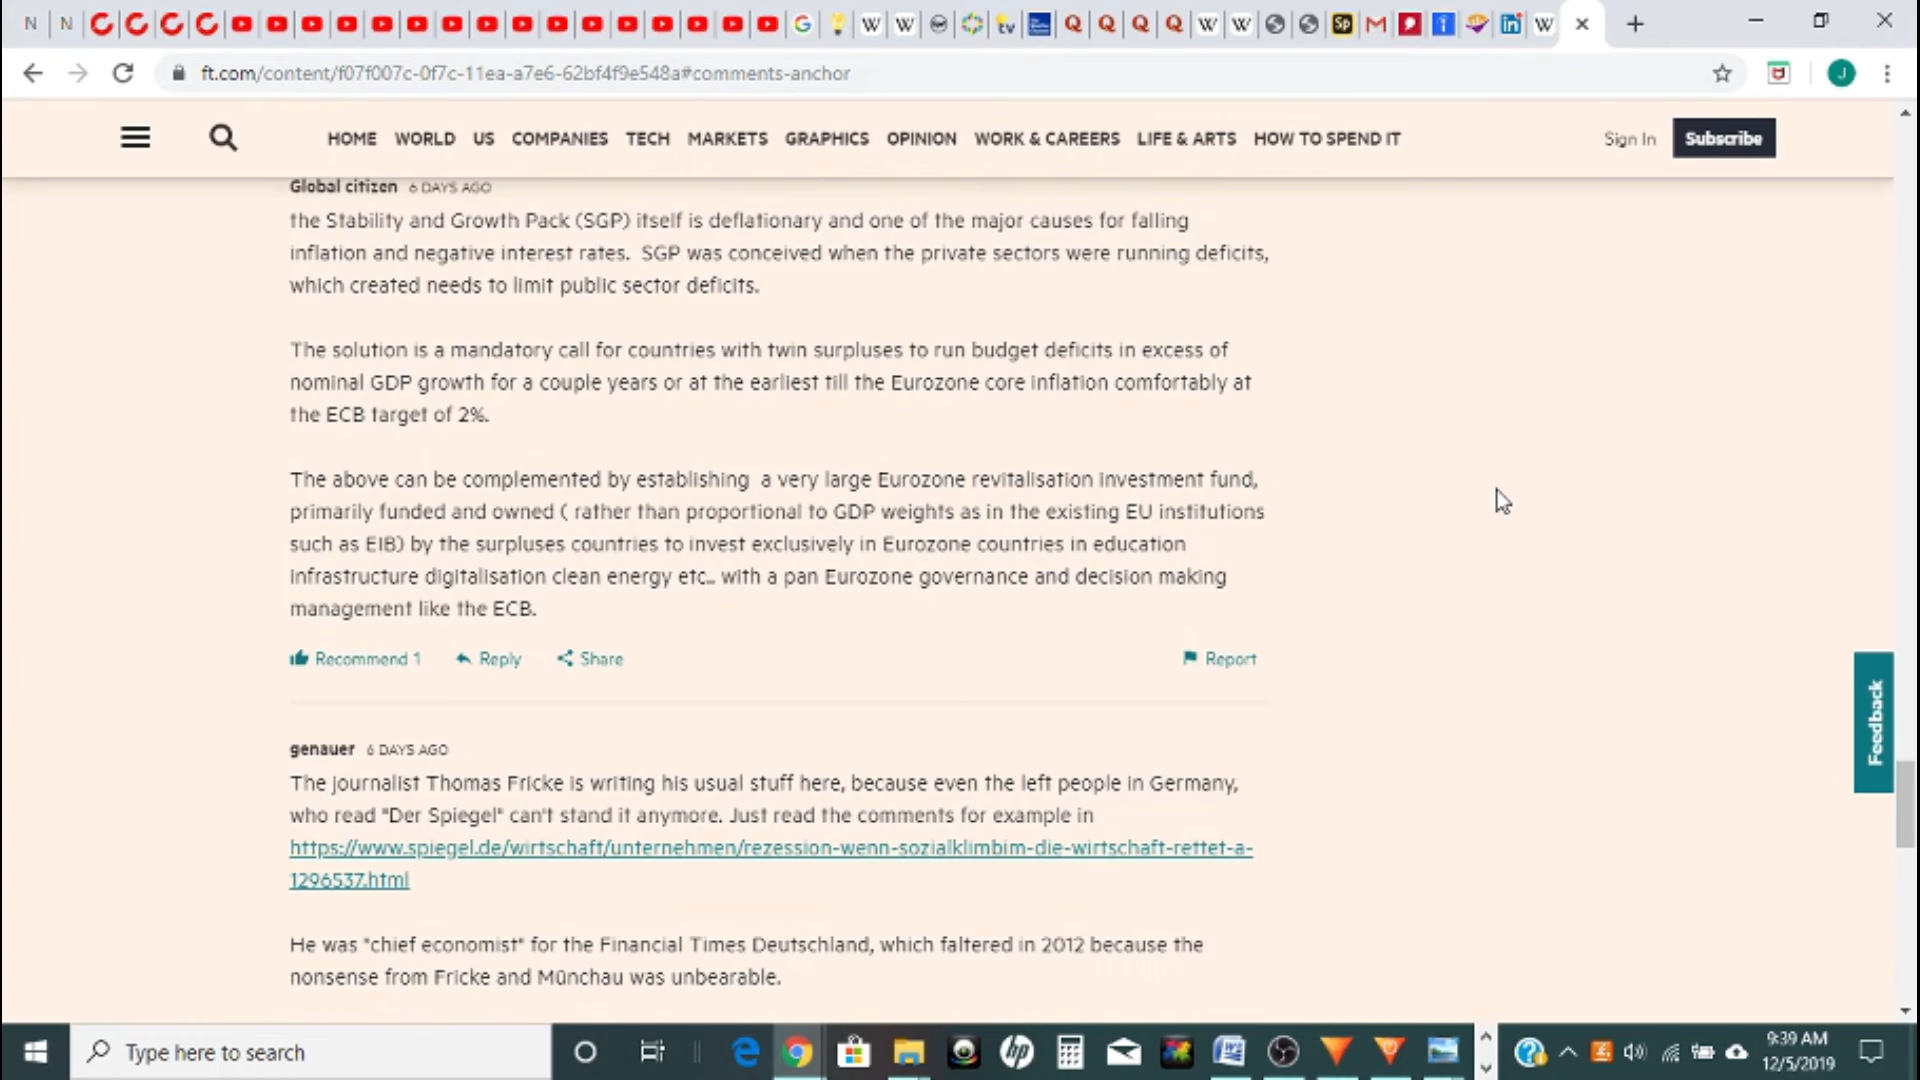 ft.com/content/f07f007c-0f7c-11ea-a7e6-62bf4f9e548a#comments-anchor
HOME WORLD US COMPANIES TECH MARKETS GRAPHICS OPINION WORK & CAREERS LIFE & ARTS HOW TO SPEND IT Sign In Subscribe
Global citizen 6 DAYS AGO
the Stability and Growth Pack (SGP) itself is deflationary and one of the major causes for falling
inflation and negative interest rates. SGP was conceived when the private sectors were running deficits,
which created needs to limit public sector deficits.
The solution is a mandatory call for countries with twin surpluses to run budget deficits in excess of
nominal GDP growth for a couple years or at the earliest till the Eurozone core inflation comfortably at
the ECB target of 2%.
The above can be complemented by establishing a very large Eurozone revitalisation investment fund,
primarily funded and owned ( rather than proportional to GDP weights as in the existing EU institutions
such as EIB) by the surpluses countries to invest exclusively in Eurozone countries in education
infrastructure digitalisation clean energy etc.. with a pan Eurozone governance and decision making
management like the ECB.
Recommend 1 Reply Share Report
Feedback
genauer 6 DAYS AGO
The journalist Thomas Fricke is writing his usual stuff here, because even the left people in Germany,
who read "Der Spiegel" can't stand it anymore. Just read the comments for example in
https://www.spiegel.de/wirtschaft/unternehmen/rezession-wenn-sozialklimbim-die-wirtschaft-rettet-a-
1296537.html
He was "chief economist" for the Financial Times Deutschland, which faltered in 2012 because the
nonsense from Fricke and Münchau was unbearable.
Type here to search
9:39 AM
12/5/2019